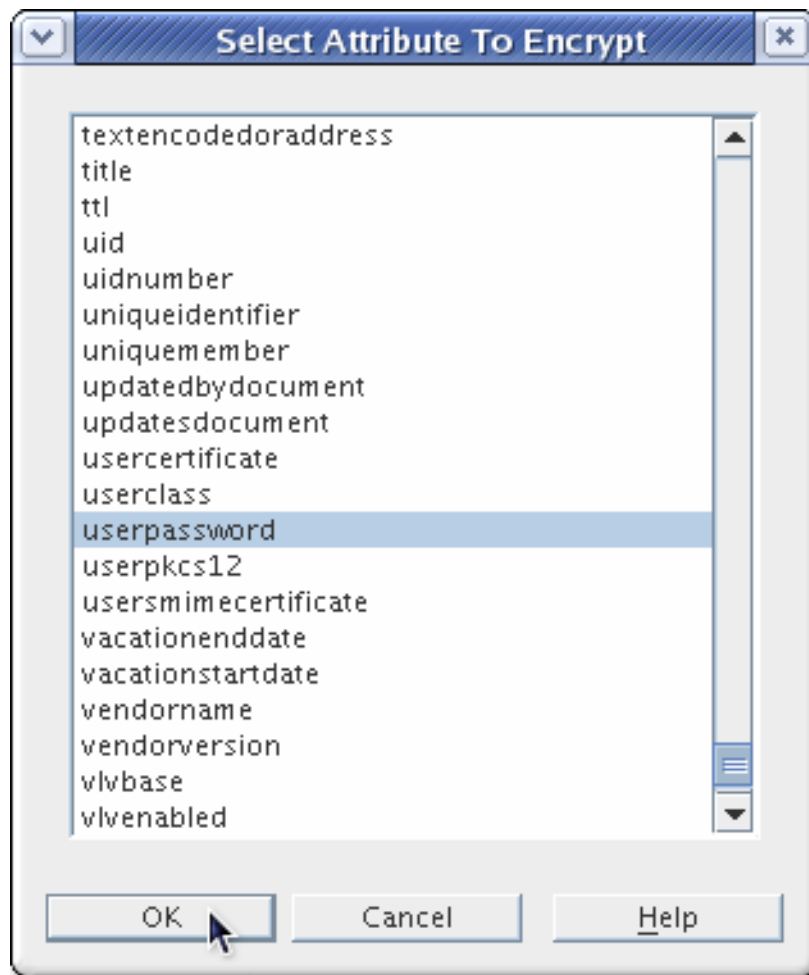 Select Attribute To Encrypt
textencodedoraddress
title
ttl
uid
uidnumber
uniqueidentifier
uniquemember
updatedbydocument
updatesdocument
usercertificate
userclass
userpassword
userpkcs12
usersmimecertificate
vacationenddate
vacationstartdate
vendorname
vendorversion
vlvbase
vlvenabled
OK Cancel Help